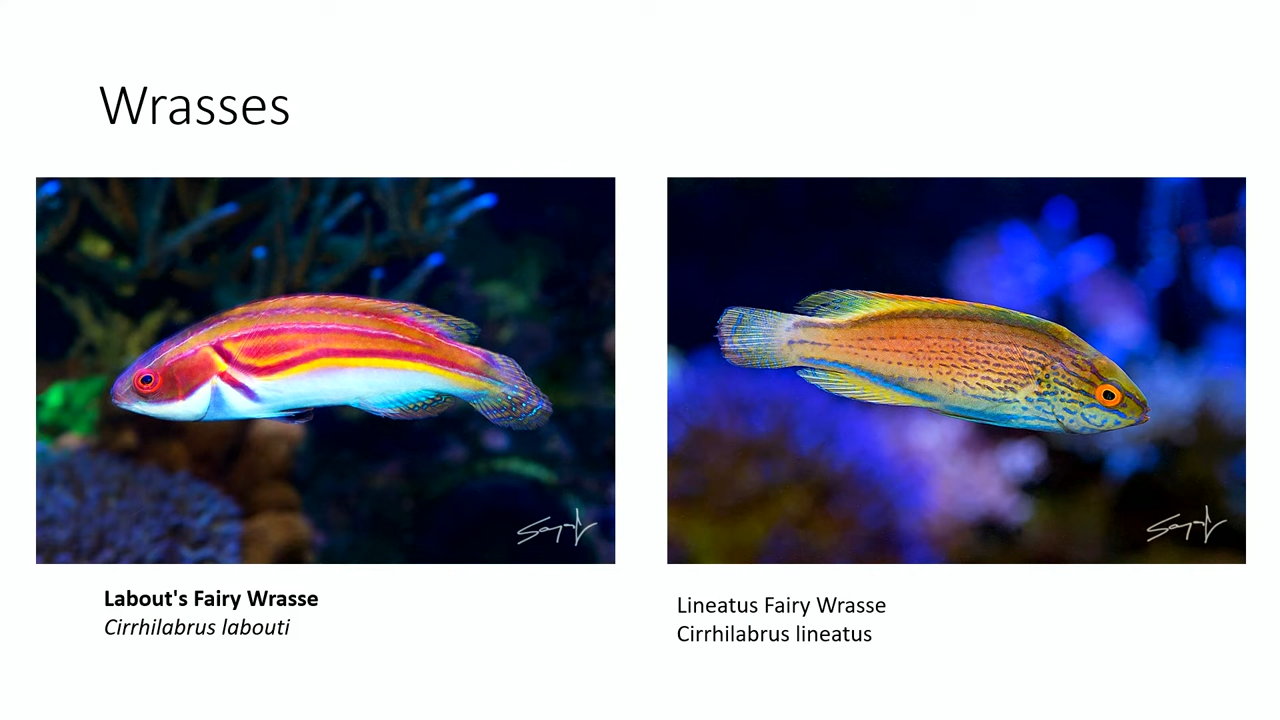 Wrasses
Labout's Fairy Wrasse
Cirrhilabrus labouti
Lineatus Fairy Wrasse
Cirrhilabrus lineatus